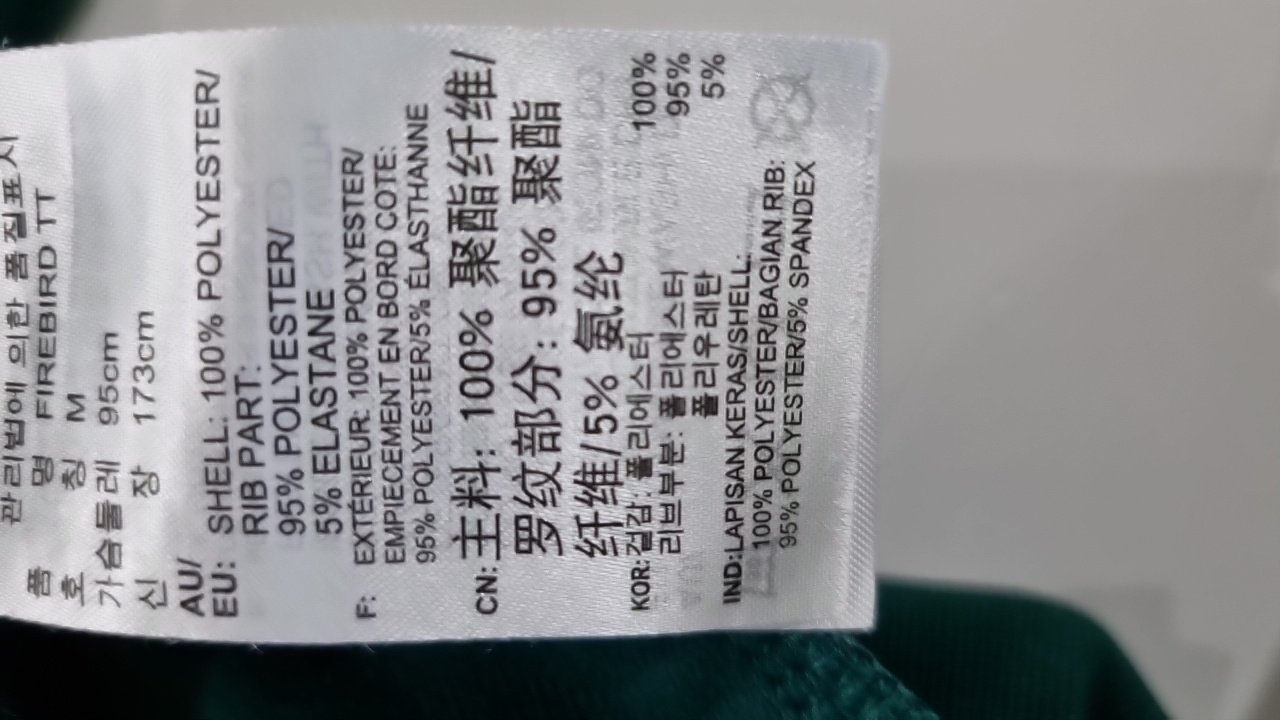 관리법에 의한 품질표시
품 명 FIREBIRD TT
호 칭 M
가슴둘레 95cm
신 장 173cm
AU/
EU: SHELL: 100% POLYESTER/
RIB PART:
95% POLYESTER/
5% ELASTANE
F: EXTÉRIEUR: 100% POLYESTER/
EMPIECEMENT EN BORD COTE:
95% POLYESTER/5% ÉLASTHANNE
CN: 主料: 100% 聚酯纤维/
罗纹部分: 95% 聚酯
纤维/5% 氨纶
KOR: 겉감: 폴리에스터 100%
리브부분: 폴리에스터 95%
폴리우레탄 5%
IND:LAPISAN KERAS/SHELL:
100% POLYESTER/BAGIAN RIB:
95% POLYESTER/5% SPANDEX